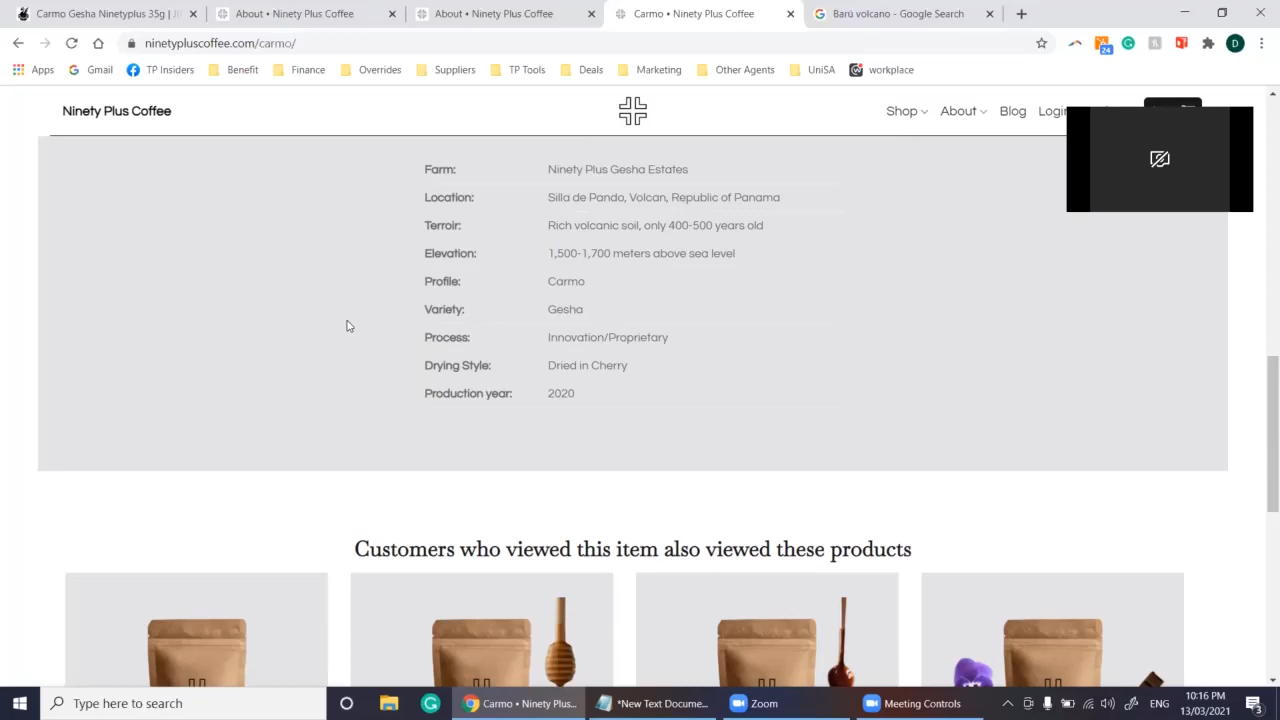 Carmo Gesha Ninetyplus 35g |
About • Ninety Plus Coffee
About • Ninety Plus Coffee
Carmo • Ninety Plus Coffee
Barú volcano - Google Search
ninetypluscoffee.com/carmo/
24
D
Apps
Gmail
TP Insiders
Benefit
Finance
Overrides
Suppliers
TP Tools
Deals
Marketing
Other Agents
UniSA
workplace
Ninety Plus Coffee
Shop
About
Blog
Login
Farm: Ninety Plus Gesha Estates
Location: Silla de Pando, Volcan, Republic of Panama
Terroir: Rich volcanic soil, only 400-500 years old
Elevation: 1,500-1,700 meters above sea level
Profile: Carmo
Variety: Gesha
Process: Innovation/Proprietary
Drying Style: Dried in Cherry
Production year: 2020
Customers who viewed this item also viewed these products
Type here to search
Carmo • Ninety Plus...
*New Text Docume...
Zoom
Meeting Controls
ENG
10:16 PM
13/03/2021
3